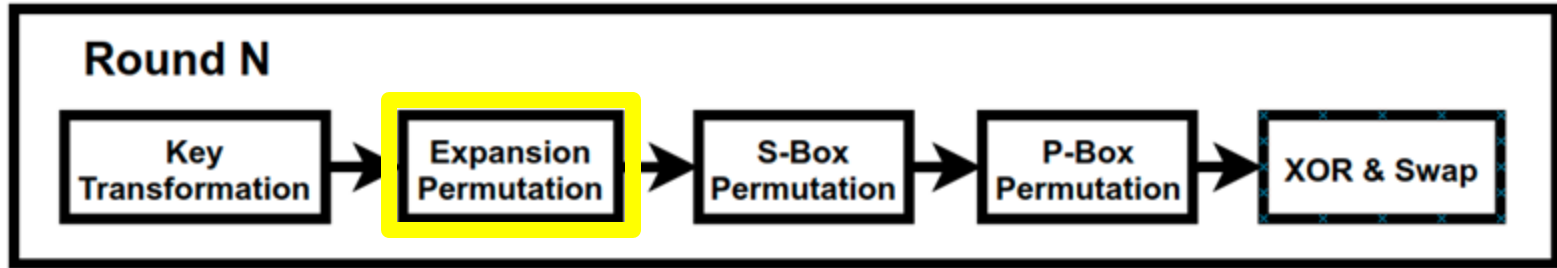 Round N
Key
Transformation
Expansion
Permutation
S-Box
Permutation
P-Box
Permutation
XOR & Swap